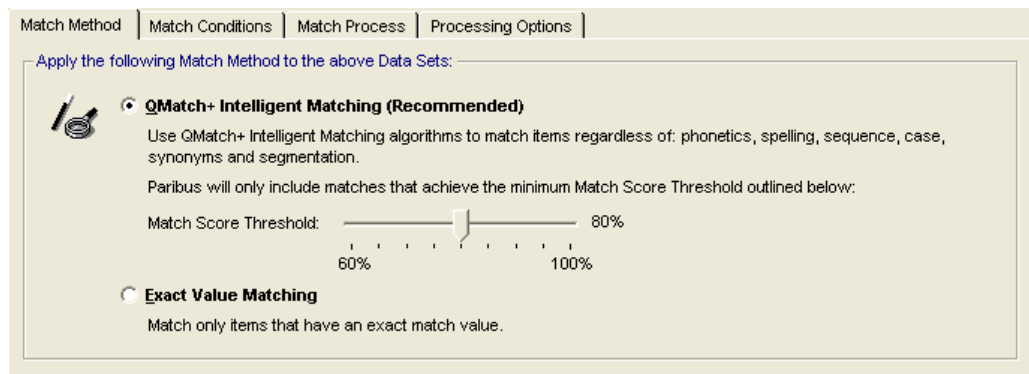 Match Method Match Conditions Match Process Processing Options
Apply the following Match Method to the above Data Sets:
QMatch+ Intelligent Matching (Recommended)
Use QMatch+ Intelligent Matching algorithms to match items regardless of: phonetics, spelling, sequence, case,
synonyms and segmentation.
Paribus will only include matches that achieve the minimum Match Score Threshold outlined below:
Match Score Threshold: 80%
60% 100%
Exact Value Matching
Match only items that have an exact match value.